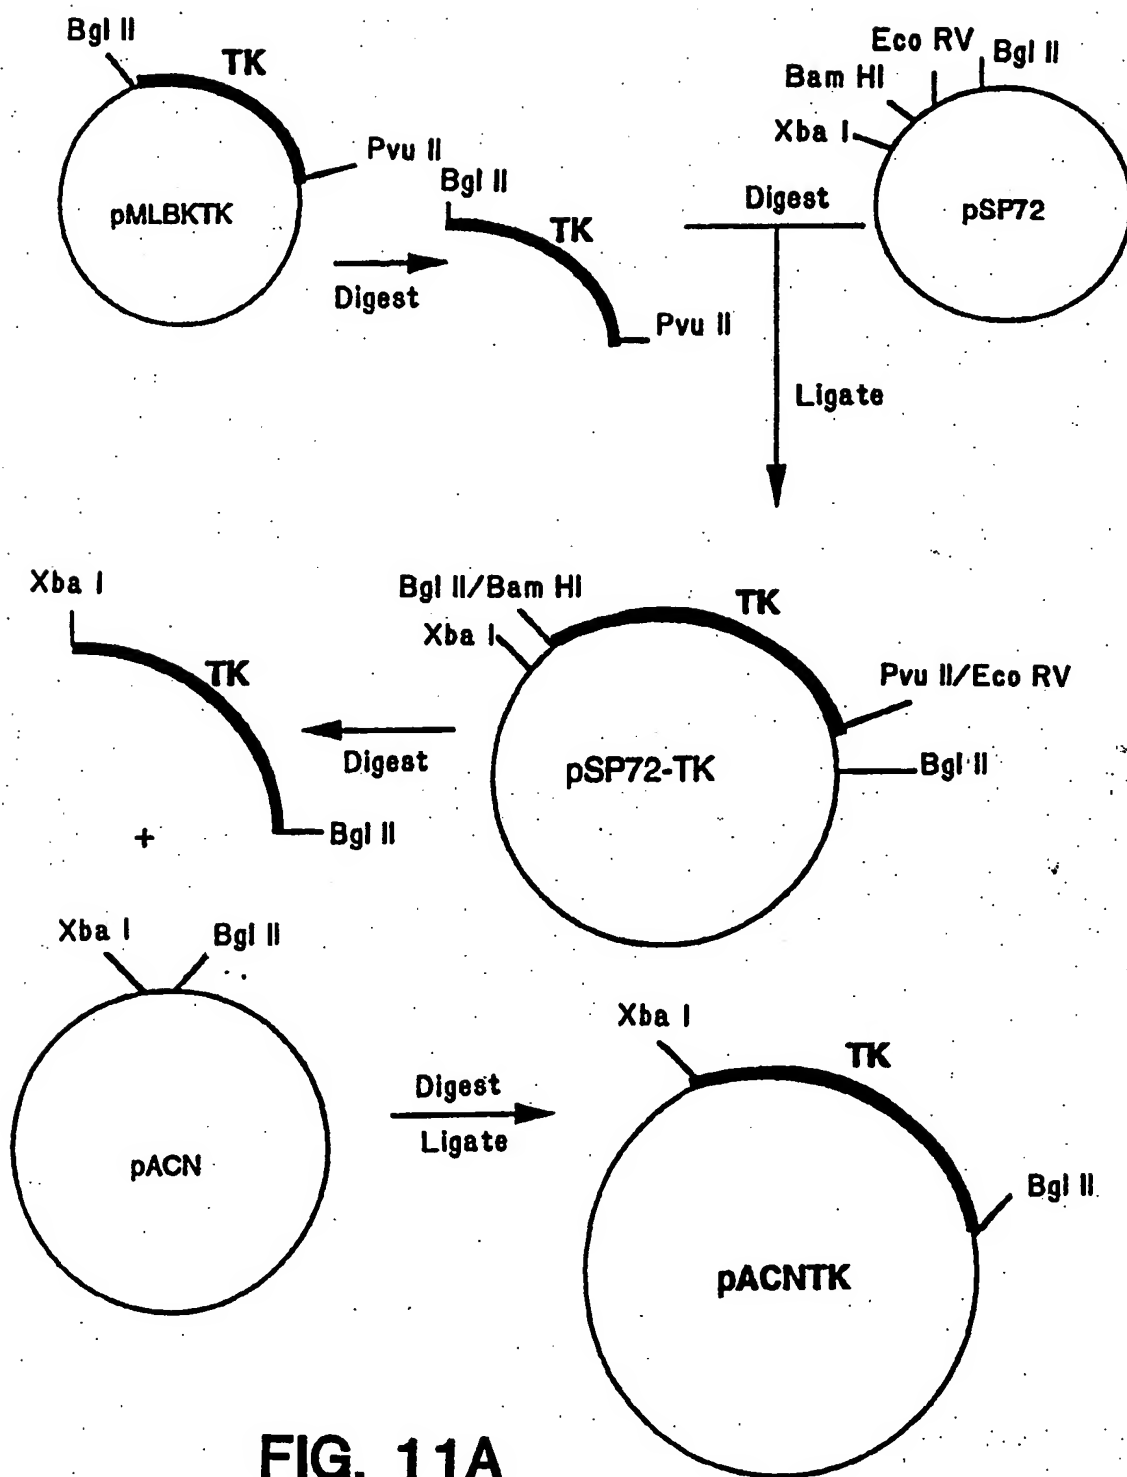 Bgl II
TK
Pvu II
pMLBKTK
Digest
Bgl II
TK
Pvu II
Digest
Eco RV
Bgl II
Bam HI
Xba I
pSP72
Ligate
Xba I
TK
Bgl II
Digest
Bgl II/Bam HI
Xba I
TK
Pvu II/Eco RV
Bgl II
pSP72-TK
+
Xba I
Bgl II
pACN
Digest
Ligate
Xba I
TK
Bgl II
pACNTK
FIG. 11A